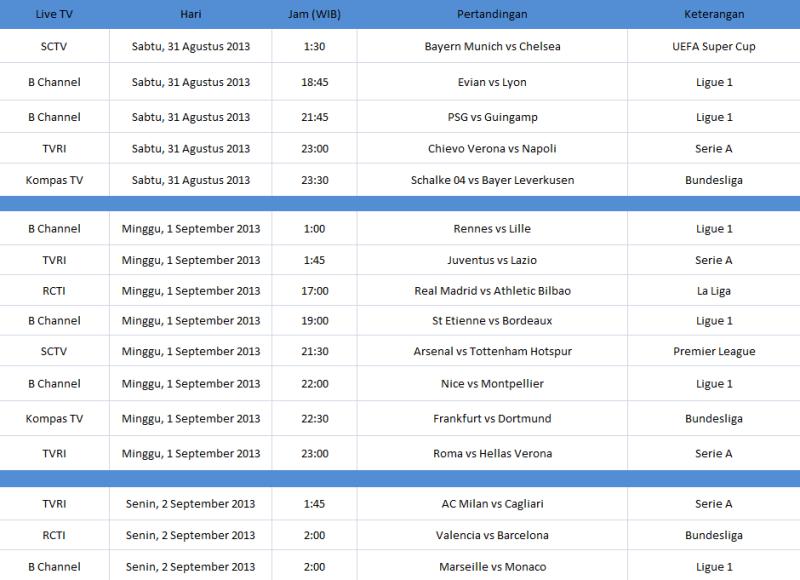 Live TV Hari Jam (WIB) Pertandingan Keterangan
SCTV Sabtu, 31 Agustus 2013 1:30 Bayern Munich vs Chelsea UEFA Super Cup
B Channel Sabtu, 31 Agustus 2013 18:45 Evian vs Lyon Ligue 1
B Channel Sabtu, 31 Agustus 2013 21:45 PSG vs Guingamp Ligue 1
TVRI Sabtu, 31 Agustus 2013 23:00 Chievo Verona vs Napoli Serie A
Kompas TV Sabtu, 31 Agustus 2013 23:30 Schalke 04 vs Bayer Leverkusen Bundesliga
B Channel Minggu, 1 September 2013 1:00 Rennes vs Lille Ligue 1
TVRI Minggu, 1 September 2013 1:45 Juventus vs Lazio Serie A
RCTI Minggu, 1 September 2013 17:00 Real Madrid vs Athletic Bilbao La Liga
B Channel Minggu, 1 September 2013 19:00 St Etienne vs Bordeaux Ligue 1
SCTV Minggu, 1 September 2013 21:30 Arsenal vs Tottenham Hotspur Premier League
B Channel Minggu, 1 September 2013 22:00 Nice vs Montpellier Ligue 1
Kompas TV Minggu, 1 September 2013 22:30 Frankfurt vs Dortmund Bundesliga
TVRI Minggu, 1 September 2013 23:00 Roma vs Hellas Verona Serie A
TVRI Senin, 2 September 2013 1:45 AC Milan vs Cagliari Serie A
RCTI Senin, 2 September 2013 2:00 Valencia vs Barcelona Bundesliga
B Channel Senin, 2 September 2013 2:00 Marseille vs Monaco Ligue 1